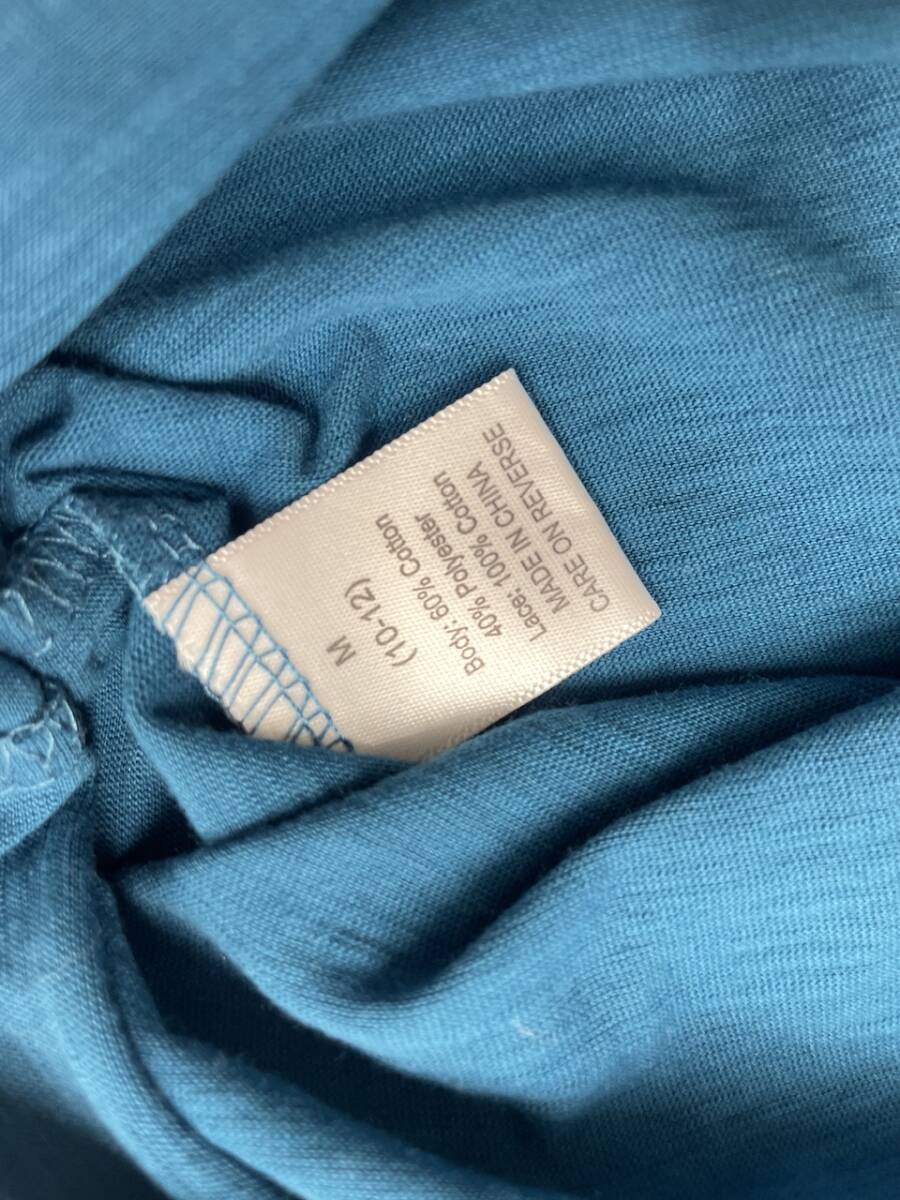 M
(10-12)
Body: 60% Cotton
40% Polyester
Lace: 100% Cotton
MADE IN CHINA
CARE ON REVERSE